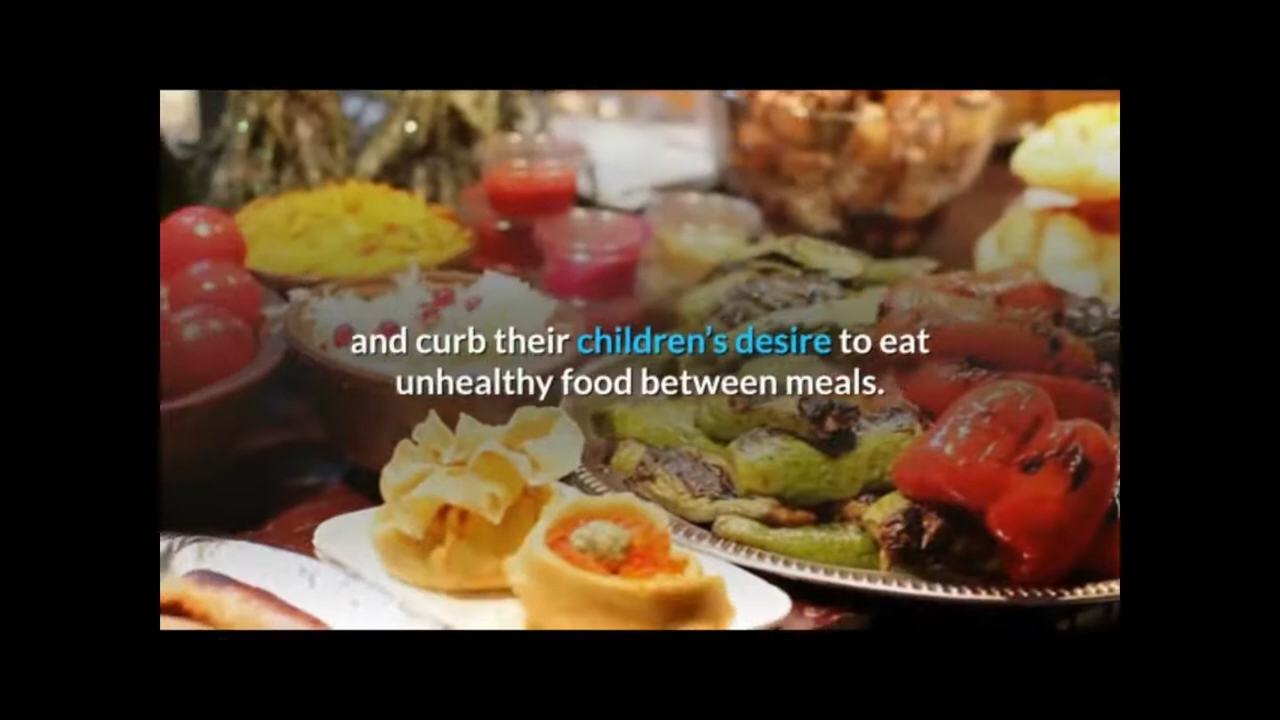 and curb their children's desire to eat
unhealthy food between meals.